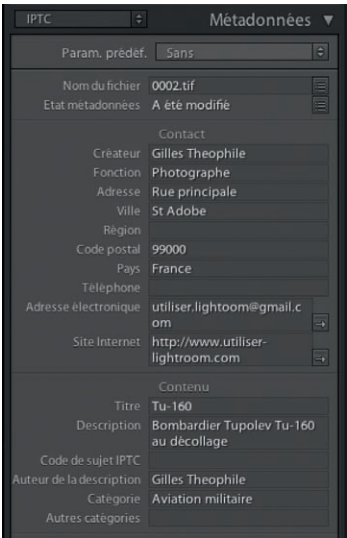 IPTC Métadonnées
Param. prédéf. Sans
Nom du fichier 0002.tif
Etat métadonnées A été modifié
Contact
Créateur Gilles Theophile
Fonction Photographe
Adresse Rue principale
Ville St Adobe
Région
Code postal 99000
Pays France
Téléphone
Adresse électronique utiliser.lightoom@gmail.c
om
Site Internet http://www.utiliser-
lightroom.com
Contenu
Titre Tu-160
Description Bombardier Tupolev Tu-160
au décollage
Code de sujet IPTC
Auteur de la description Gilles Theophile
Catégorie Aviation militaire
Autres catégories